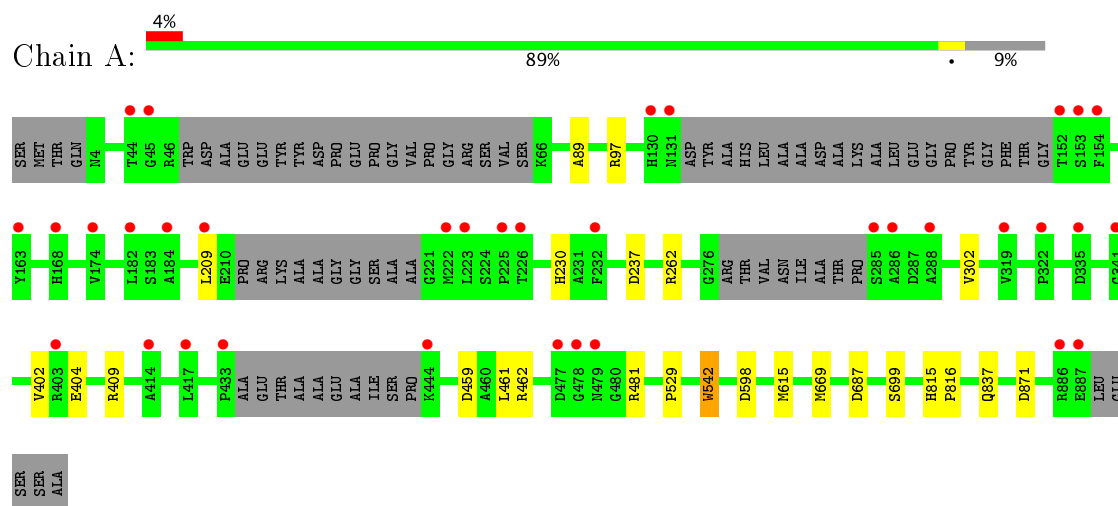 4%
Chain A:
89% • 9%
SER MET THR GLN N4 T44 G45 R46 TRP ASP ALA GLU GLU TYR TYR ASP PRO GLU PRO GLY VAL PRO GLY ARG SER VAL SER K66 A89 R97 H130 N131 ASP TYR ALA HIS LEU ALA ALA ASP ALA LYS ALA LEU GLU GLY PRO TYR GLY PHE THR GLY T152 S153 F154
Y163 H168 V174 L182 S183 A184 L209 E210 PRO ARG LYS ALA ALA GLY GLY SER ALA ALA G221 M222 L223 S224 P225 T226 H230 A231 F232 D237 R262 G276 ARG THR VAL ASN ILE ALA THR PRO S285 A286 D287 A288 V302 V319 P322 D335
V402 R403 E404 R409 A414 L417 P433 ALA GLU THR ALA ALA GLU ALA ILE SER PRO K444 D459 A460 L461 R462 D477 G478 N479 G480 R481 P529 W542 D598 M615 M669 D687 S699 H815 P816 Q837 D871 R886 E887 LEU
SER SER ALA